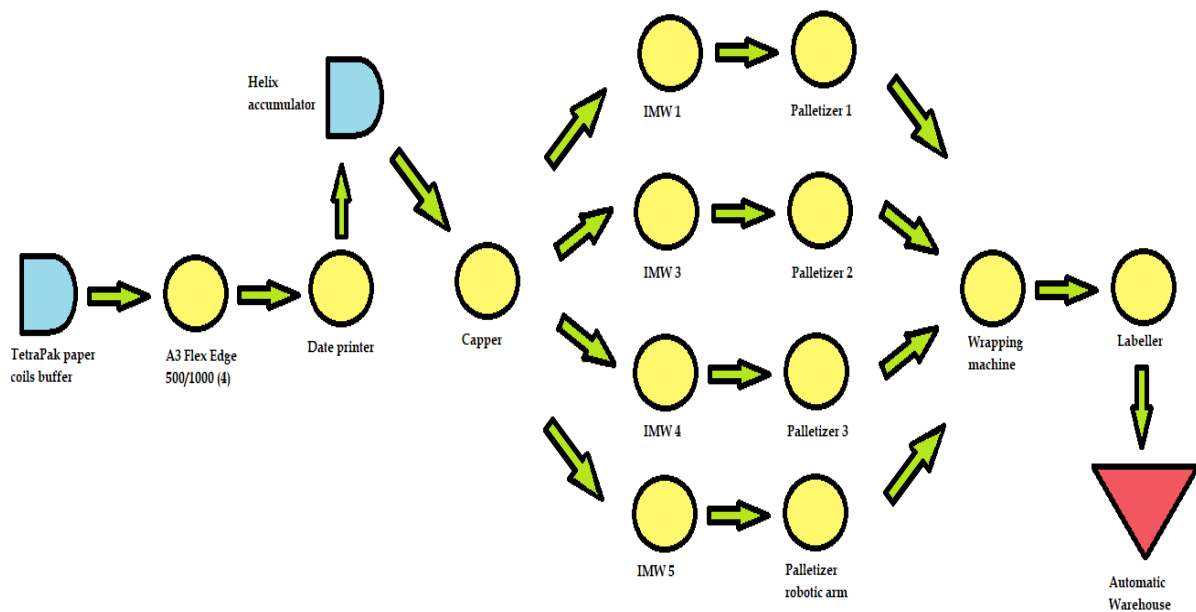 Helix
accumulator
IMW 1
Palletizer 1
IMW 3
Palletizer 2
TetraPak paper
coils buffer
A3 Flex Edge
500/1000 (4)
Date printer
Capper
Wrapping
machine
Labeller
IMW 4
Palletizer 3
IMW 5
Palletizer
robotic arm
Automatic
Warehouse